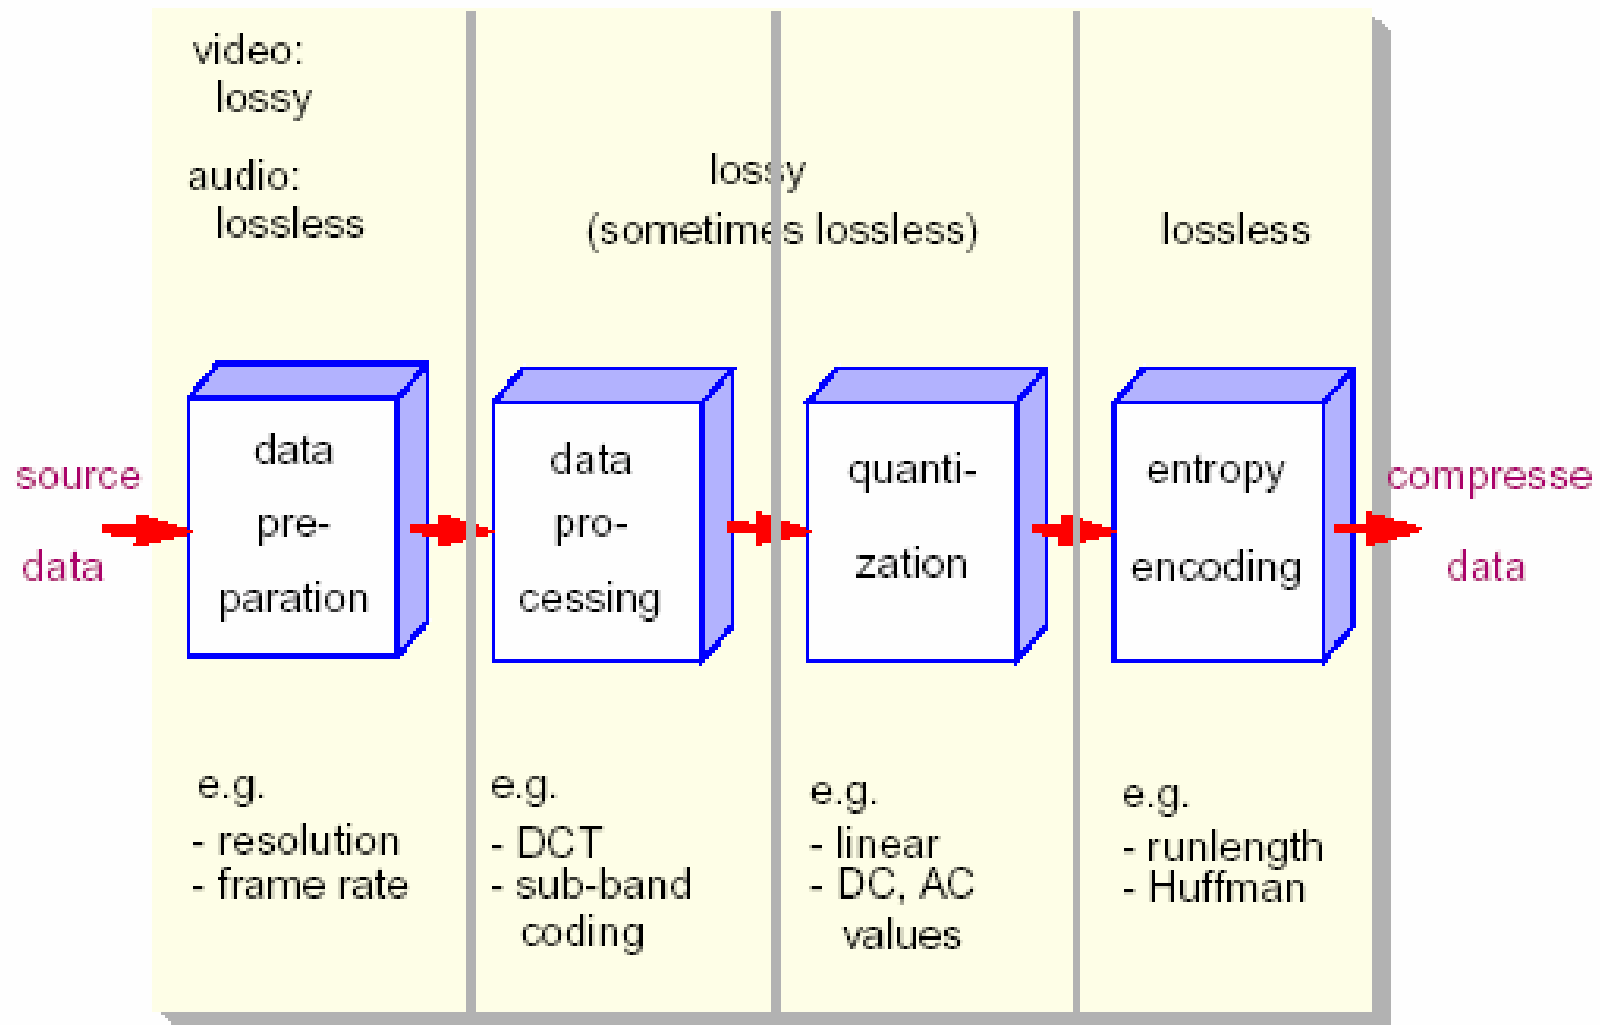 video:
lossy
audio:
lossless
lossy
(sometimes lossless)
lossless
source
data
data
pre-
paration
data
pro-
cessing
quanti-
zation
entropy
encoding
compresse
data
e.g.
- resolution
- frame rate
e.g.
- DCT
- sub-band
coding
e.g.
- linear
- DC, AC
values
e.g.
- runlength
- Huffman